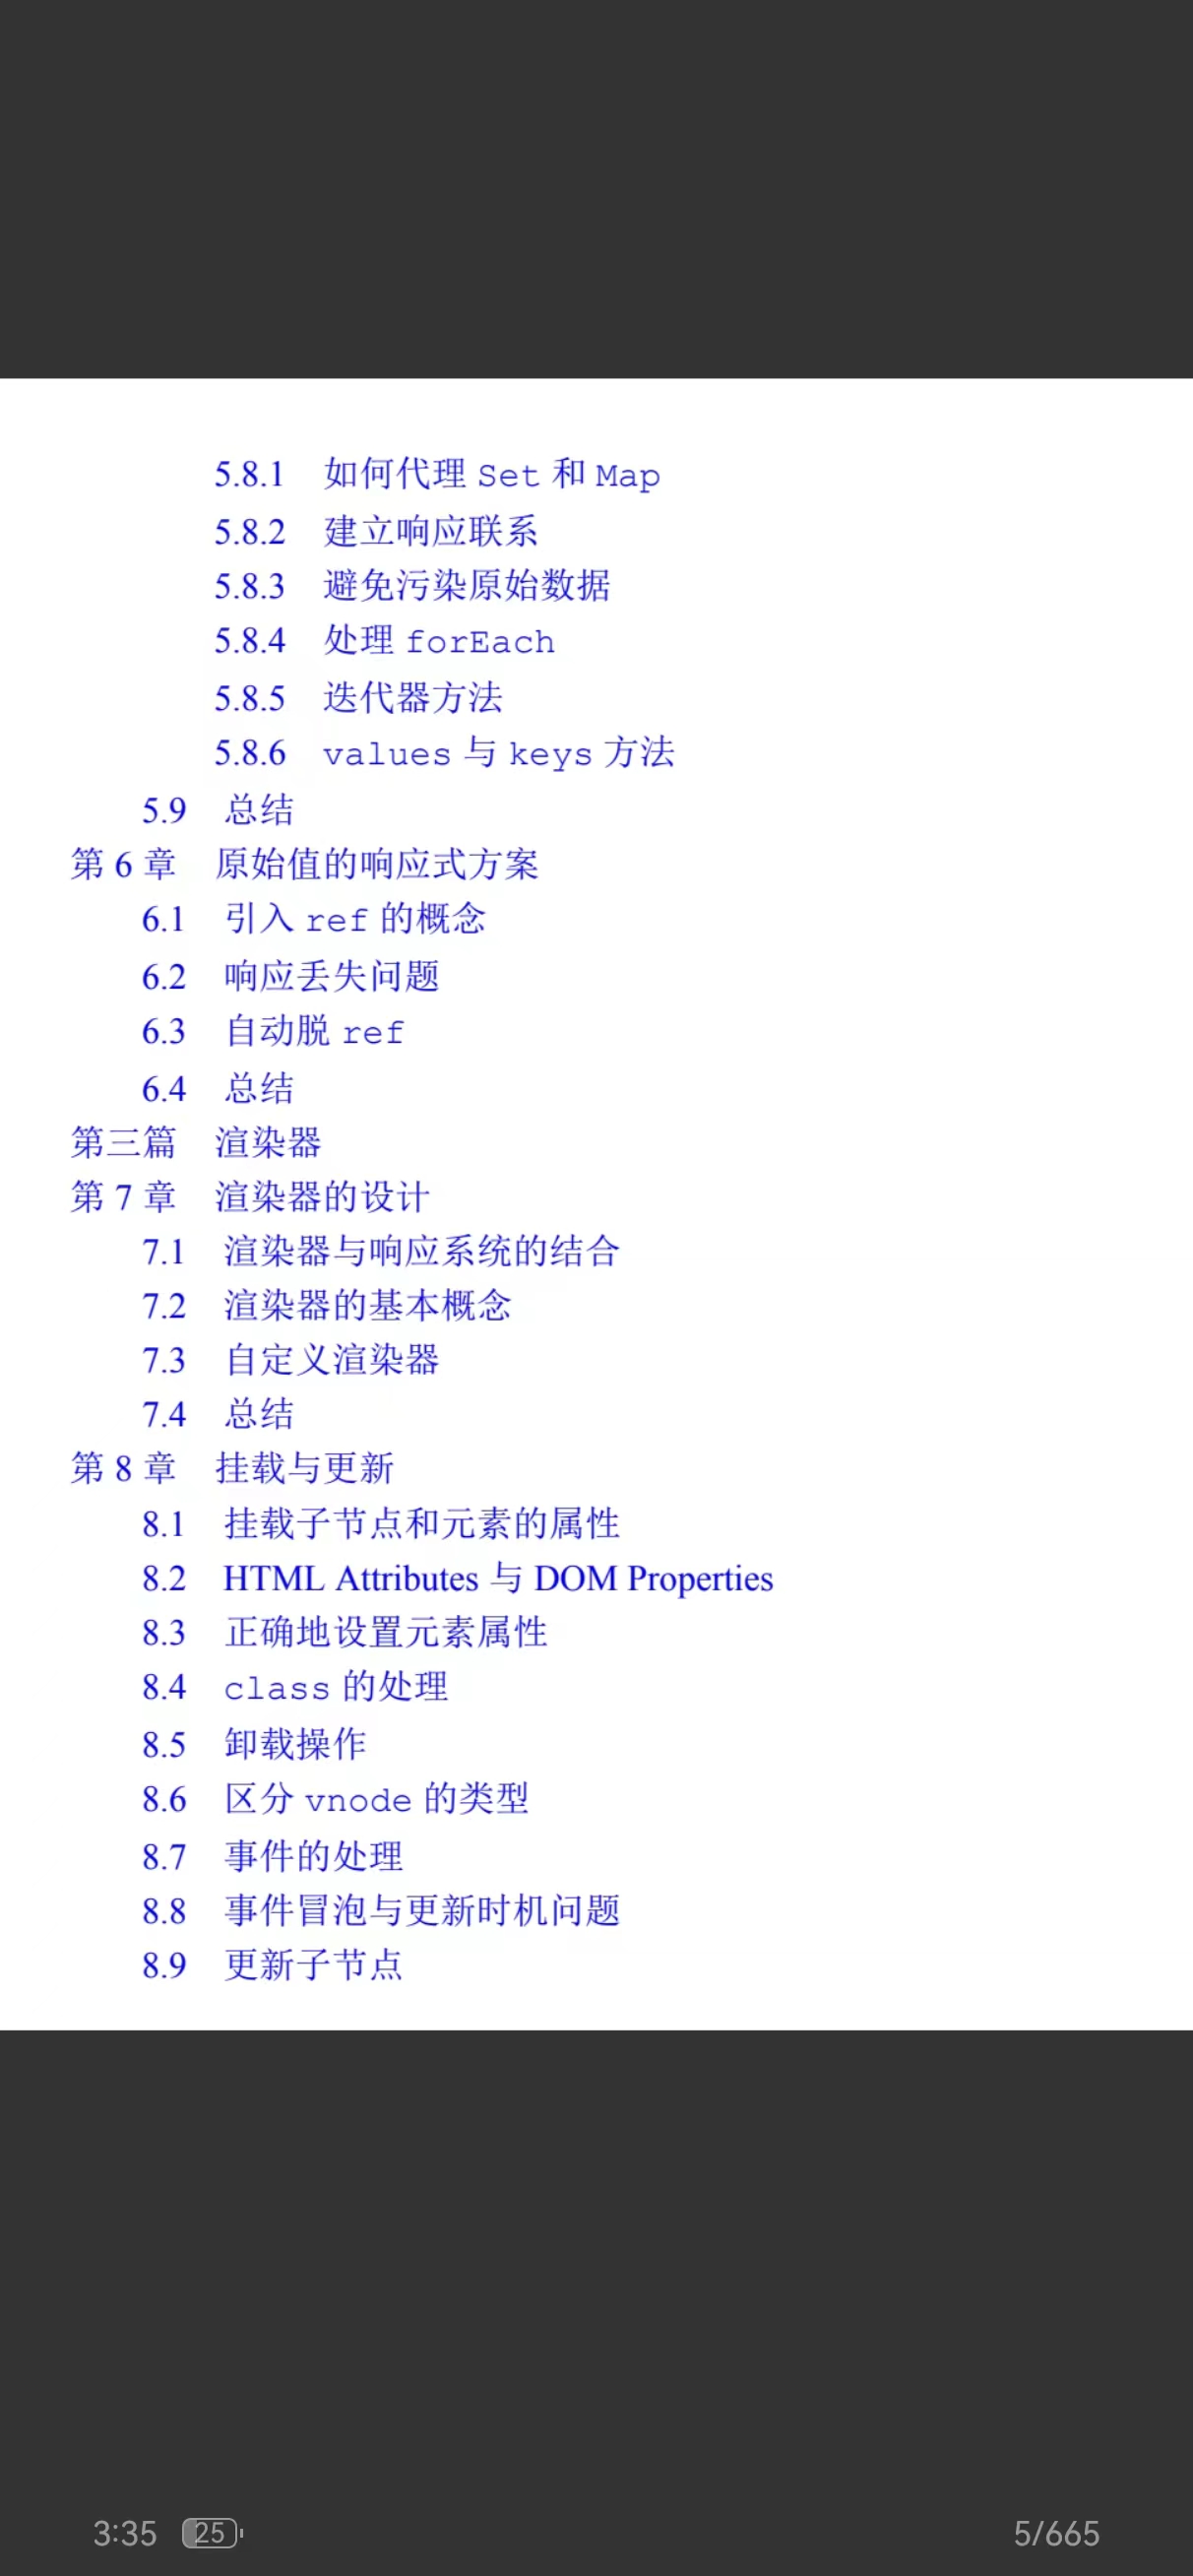 5.8.1 如何代理 Set 和 Map
5.8.2 建立响应联系
5.8.3 避免污染原始数据
5.8.4 处理 forEach
5.8.5 迭代器方法
5.8.6 values 与 keys 方法
5.9 总结
第 6 章 原始值的响应式方案
6.1 引入 ref 的概念
6.2 响应丢失问题
6.3 自动脱 ref
6.4 总结
第三篇 渲染器
第 7 章 渲染器的设计
7.1 渲染器与响应系统的结合
7.2 渲染器的基本概念
7.3 自定义渲染器
7.4 总结
第 8 章 挂载与更新
8.1 挂载子节点和元素的属性
8.2 HTML Attributes 与 DOM Properties
8.3 正确地设置元素属性
8.4 class 的处理
8.5 卸载操作
8.6 区分 vnode 的类型
8.7 事件的处理
8.8 事件冒泡与更新时机问题
8.9 更新子节点
3:35 25 5/665